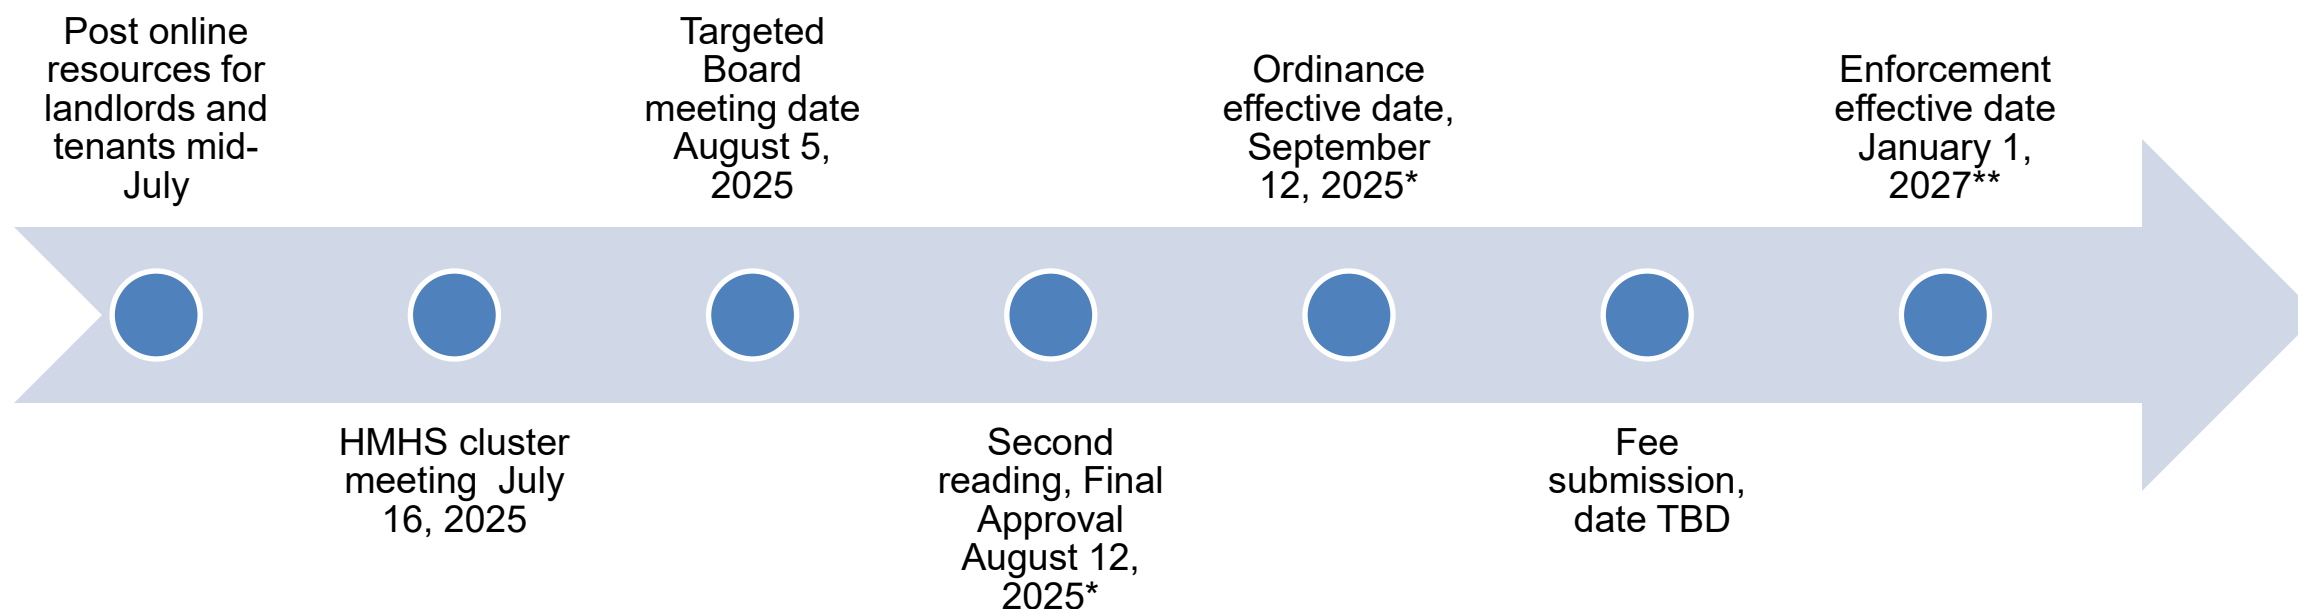 Post online
resources for
landlords and
tenants mid-
July
HMHS cluster
meeting  July
16, 2025
Targeted
Board
meeting date
August 5,
2025
Second
reading, Final
Approval
August 12,
2025*
Ordinance
effective date,
September
12, 2025*
Fee
submission,
date TBD
Enforcement
effective date
January 1,
2027**